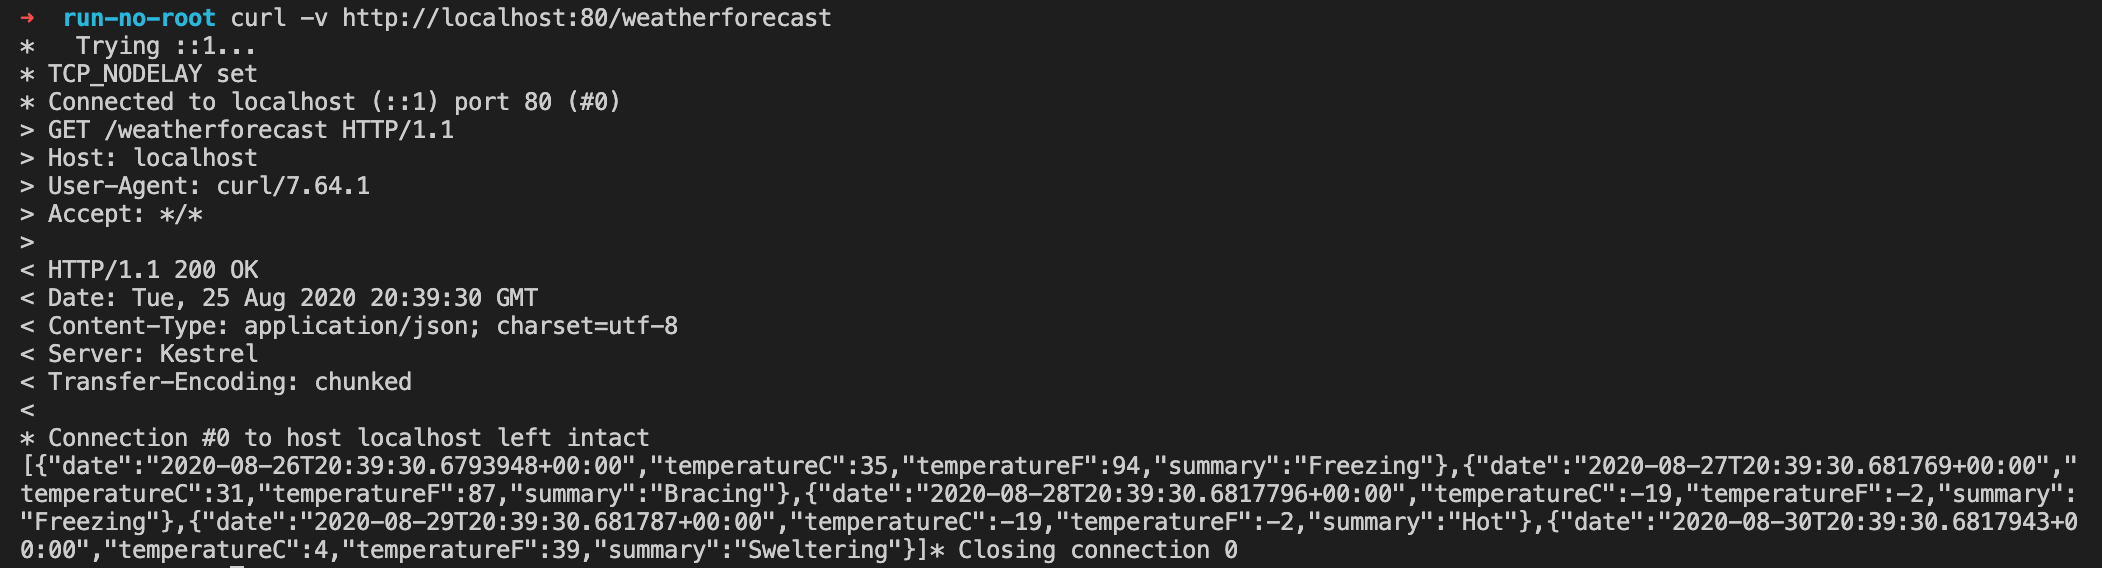 →  run-no-root curl -v http://localhost:80/weatherforecast
*   Trying ::1...
* TCP_NODELAY set
* Connected to localhost (::1) port 80 (#0)
> GET /weatherforecast HTTP/1.1
> Host: localhost
> User-Agent: curl/7.64.1
> Accept: */*
>
< HTTP/1.1 200 OK
< Date: Tue, 25 Aug 2020 20:39:30 GMT
< Content-Type: application/json; charset=utf-8
< Server: Kestrel
< Transfer-Encoding: chunked
<
* Connection #0 to host localhost left intact
[{"date":"2020-08-26T20:39:30.6793948+00:00","temperatureC":35,"temperatureF":94,"summary":"Freezing"},{"date":"2020-08-27T20:39:30.681769+00:00","
temperatureC":31,"temperatureF":87,"summary":"Bracing"},{"date":"2020-08-28T20:39:30.6817796+00:00","temperatureC":-19,"temperatureF":-2,"summary":
"Freezing"},{"date":"2020-08-29T20:39:30.681787+00:00","temperatureC":-19,"temperatureF":-2,"summary":"Hot"},{"date":"2020-08-30T20:39:30.6817943+0
0:00","temperatureC":4,"temperatureF":39,"summary":"Sweltering"}]* Closing connection 0